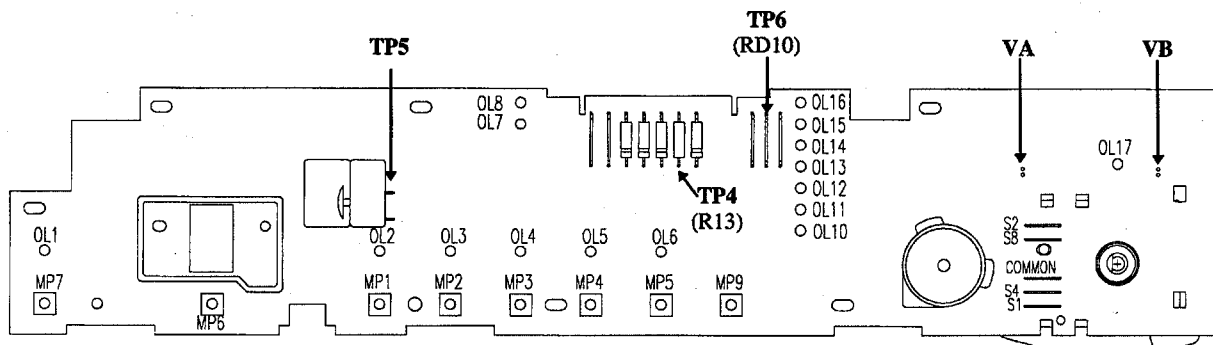 TP6
(RD10)
TP5
VA
VB
OL8
OL7
OL16
OL15
OL14
OL13
OL12
OL11
OL10
OL17
TP4
(R13)
OL1
OL2
OL3
OL4
OL5
OL6
S2
S8
COMMON
S4
S1
MP7
MP6
MP1
MP2
MP3
MP4
MP5
MP9